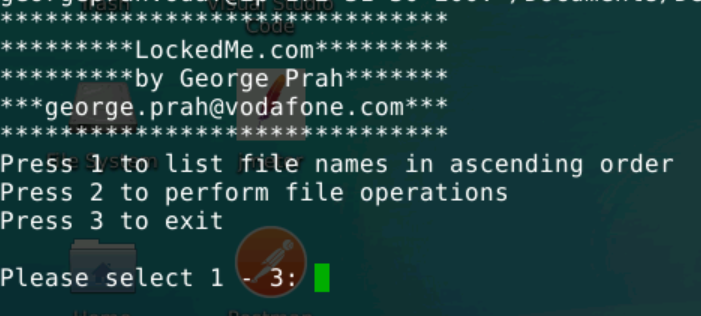 *****************************
*********LockedMe.com*********
*********by George Prah*******
***george.prah@vodafone.com***
******************************
Press 1 to list file names in ascending order
Press 2 to perform file operations
Press 3 to exit
Please select 1 - 3:
Code